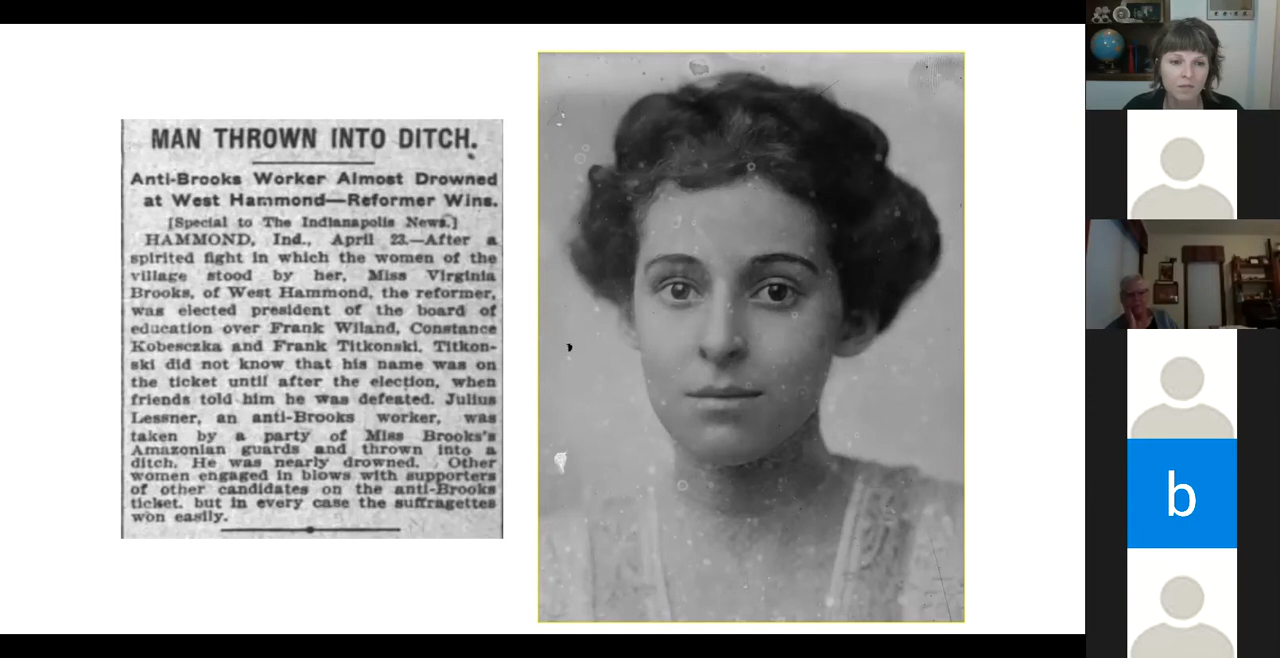 MAN THROWN INTO DITCH.
Anti-Brooks Worker Almost Drowned
at West Hammond—Reformer Wins.
[Special to The Indianapolis News.]
HAMMOND, Ind., April 23.—After a
spirited fight in which the women of the
village stood by her, Miss Virginia
Brooks, of West Hammond, the reformer,
was elected president of the board of
education over Frank Wiland, Constance
Kobesczka and Frank Titkonski. Titkon-
ski did not know that his name was on
the ticket until after the election, when
friends told him he was defeated. Julius
Lessner, an anti-Brooks worker, was
taken by a party of Miss Brooks's
Amazonian guards and thrown into a
ditch. He was nearly drowned. Other
women engaged in blows with supporters
of other candidates on the anti-Brooks
ticket, but in every case the suffragettes
won easily.
b